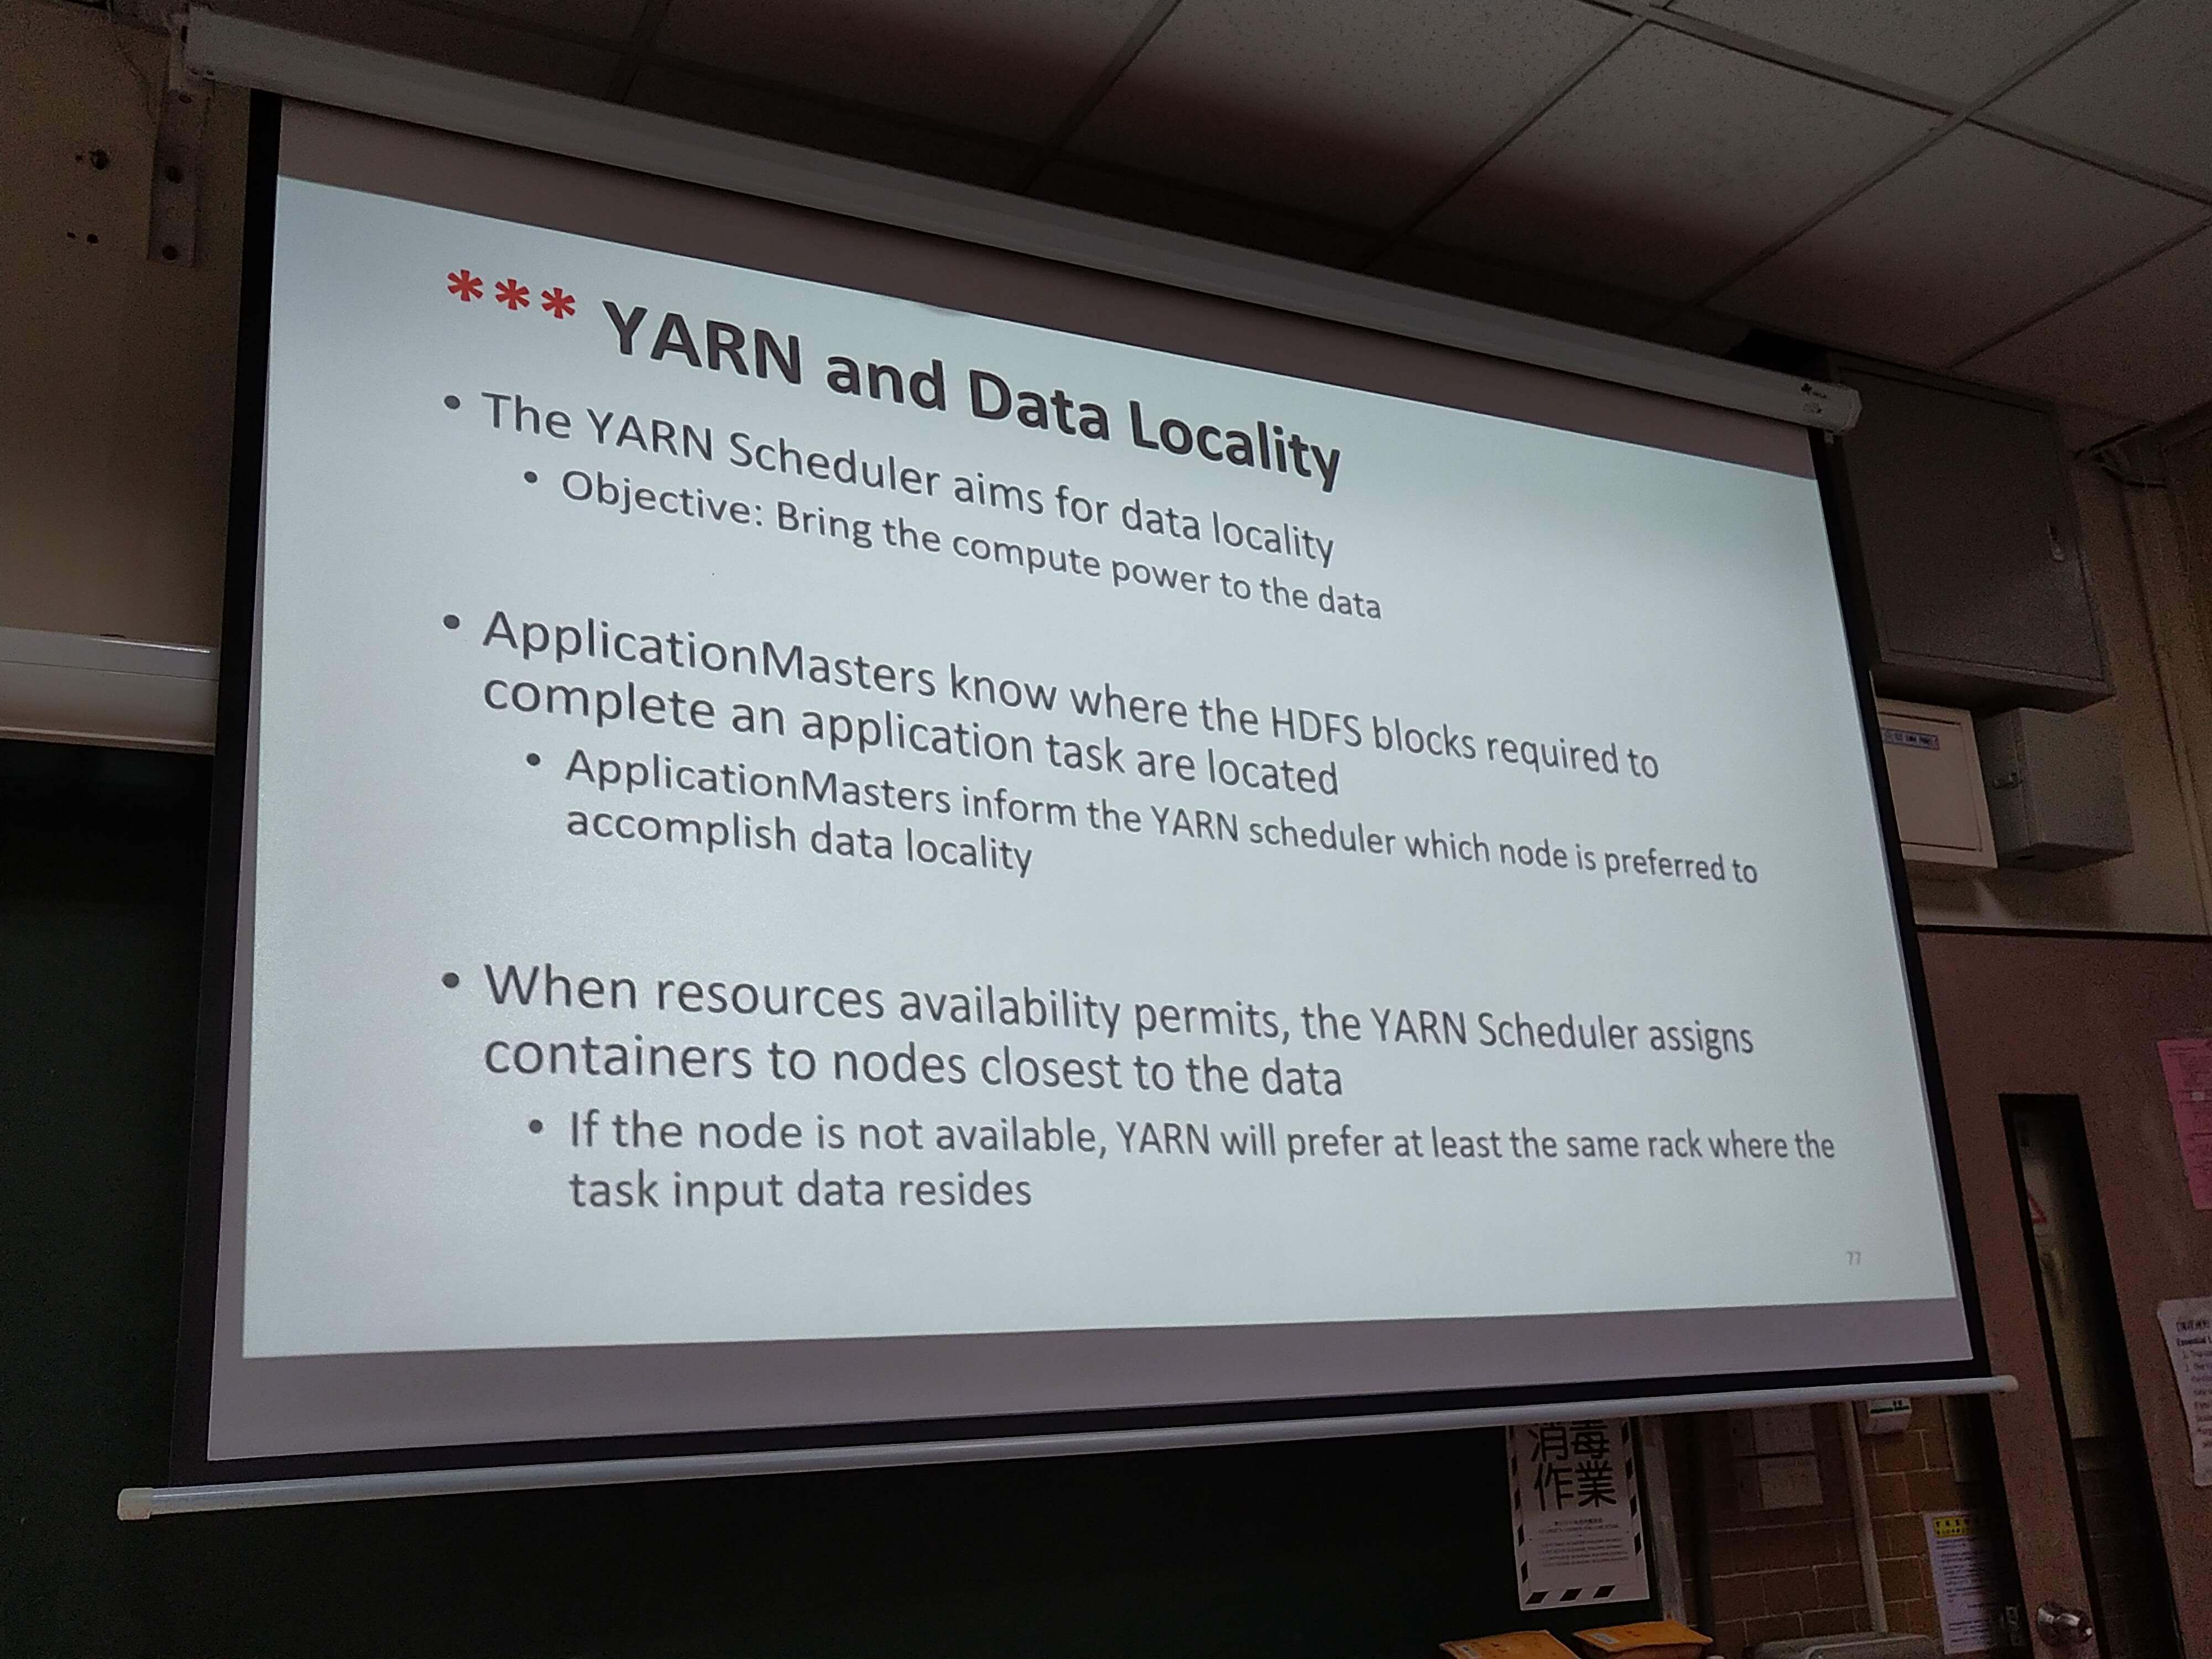 *** YARN and Data Locality
• The YARN Scheduler aims for data locality
• Objective: Bring the compute power to the data
• ApplicationMasters know where the HDFS blocks required to
complete an application task are located
• ApplicationMasters inform the YARN scheduler which node is preferred to
accomplish data locality
• When resources availability permits, the YARN Scheduler assigns
containers to nodes closest to the data
• If the node is not available, YARN will prefer at least the same rack where the
task input data resides
77
消毒
作業